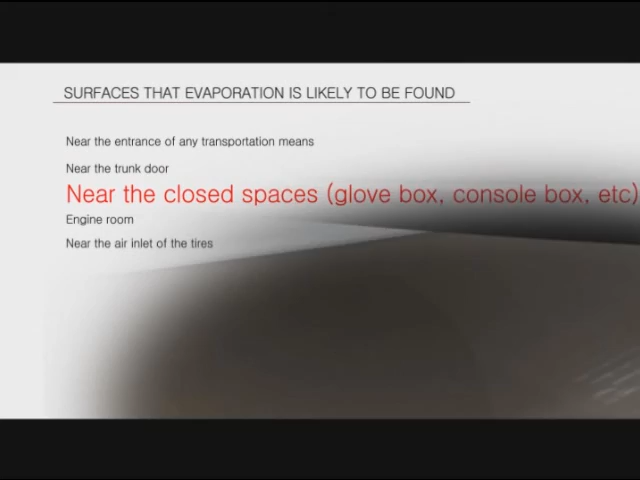 SURFACES THAT EVAPORATION IS LIKELY TO BE FOUND
Near the entrance of any transportation means
Near the trunk door
Near the closed spaces (glove box, console box, etc)
Engine room
Near the air inlet of the tires